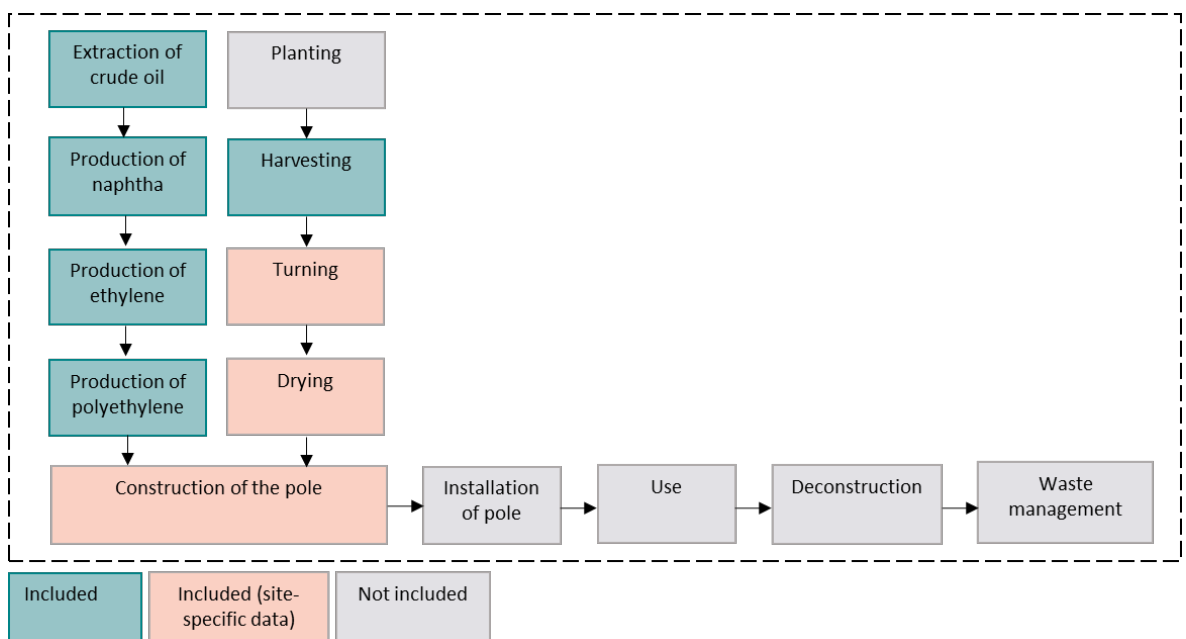 Extraction of
crude oil
Planting
Production of
naphtha
Harvesting
Production of
ethylene
Turning
Production of
polyethylene
Drying
Construction of the pole
Installation
of pole
Use
Deconstruction
Waste
management
Included
Included (site-
specific data)
Not included